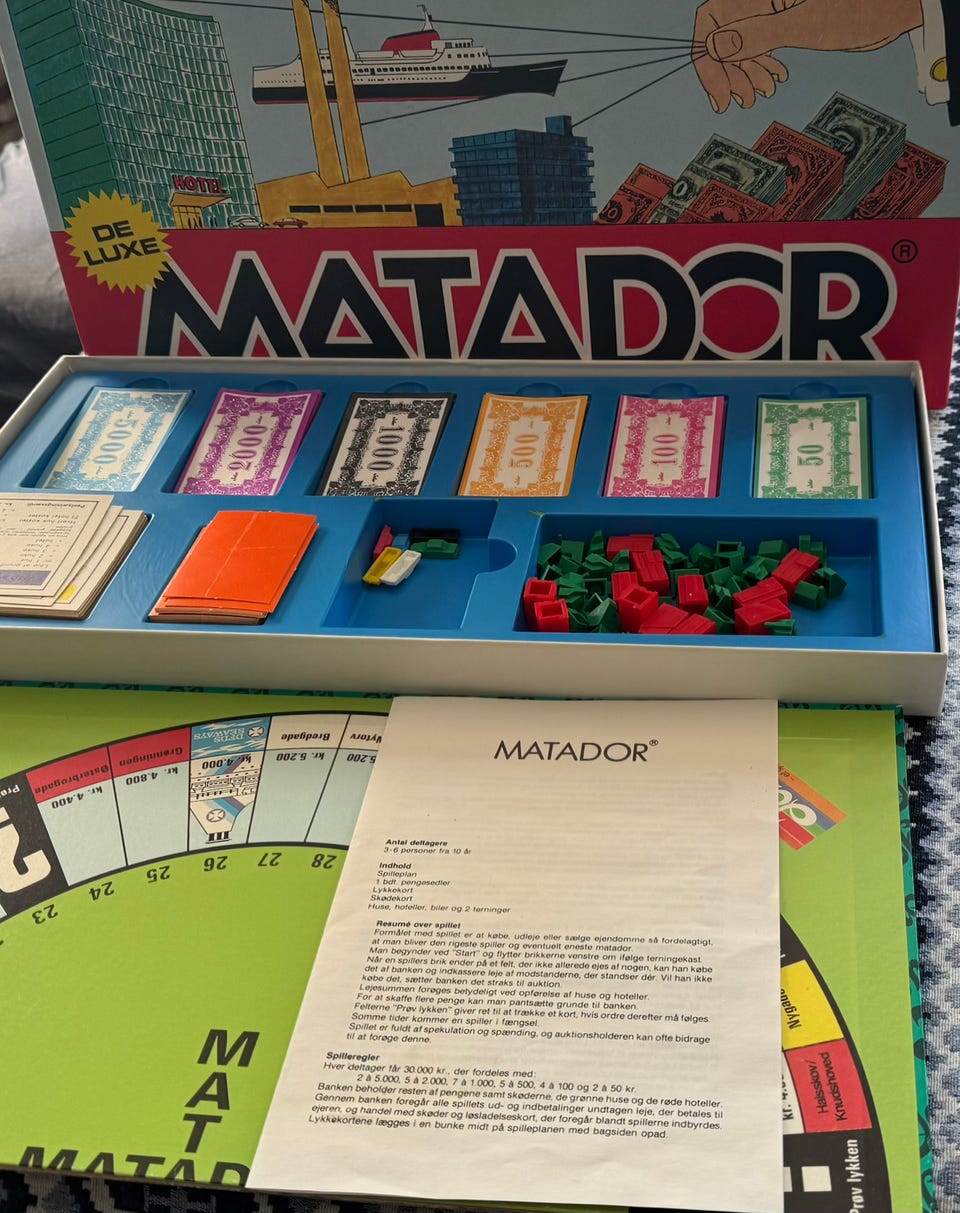 HOTEL
DE
LUXE
MATADOR®
5000
2000
1000
500
100
50
Østerbrogade
kr. 4.400
Grønningen
kr. 4.800
DFDS
SEAWAYS
kr. 4.000
Bredgade
kr. 5.200
23
24
25
26
27
28
MATADOR®
Antal deltagere
3-6 personer fra 10 år
Indhold
Spilleplan
1 bdt. pengesedler
Lykkekort
Skødekort
Huse, hoteller, biler og 2 terninger
Resumé over spillet
Formålet med spillet er at købe, udleje eller sælge ejendomme så fordelagtigt,
at man bliver den rigeste spiller og eventuelt eneste matador.
Man begynder ved "Start" og flytter brikkerne venstre om ifølge terningekast.
Når en spillers brik ender på et felt, der ikke allerede ejes af nogen, kan han købe
det af banken og indkassere leje af modstanderne, der standser dér. Vil han ikke
købe det, sætter banken det straks til auktion.
Lejesummen forøges betydeligt ved opførelse af huse og hoteller.
For at skaffe flere penge kan man pantsætte grunde til banken.
Felterne "Prøv lykken" giver ret til at trække et kort, hvis ordre derefter må følges.
Somme tider kommer en spiller i fængsel.
Spillet er fuldt af spekulation og spænding, og auktionsholderen kan ofte bidrage
til at forøge denne.
Spilleregler
Hver deltager får 30.000 kr., der fordeles med:
2 à 5.000, 5 à 2.000, 7 à 1.000, 5 à 500, 4 à 100 og 2 à 50 kr.
Banken beholder resten af pengene samt skøderne, de grønne huse og de røde hoteller.
Gennem banken foregår alle spillets ud- og indbetalinger undtagen leje, der betales til
ejeren, og handel med skøder og løsladelseskort, der foregår blandt spillerne indbyrdes.
Lykkekortene lægges i en bunke midt på spilleplanen med bagsiden opad.
Nygade
Halsskov/
Knudshoved
Prøv lykken
MATADOR